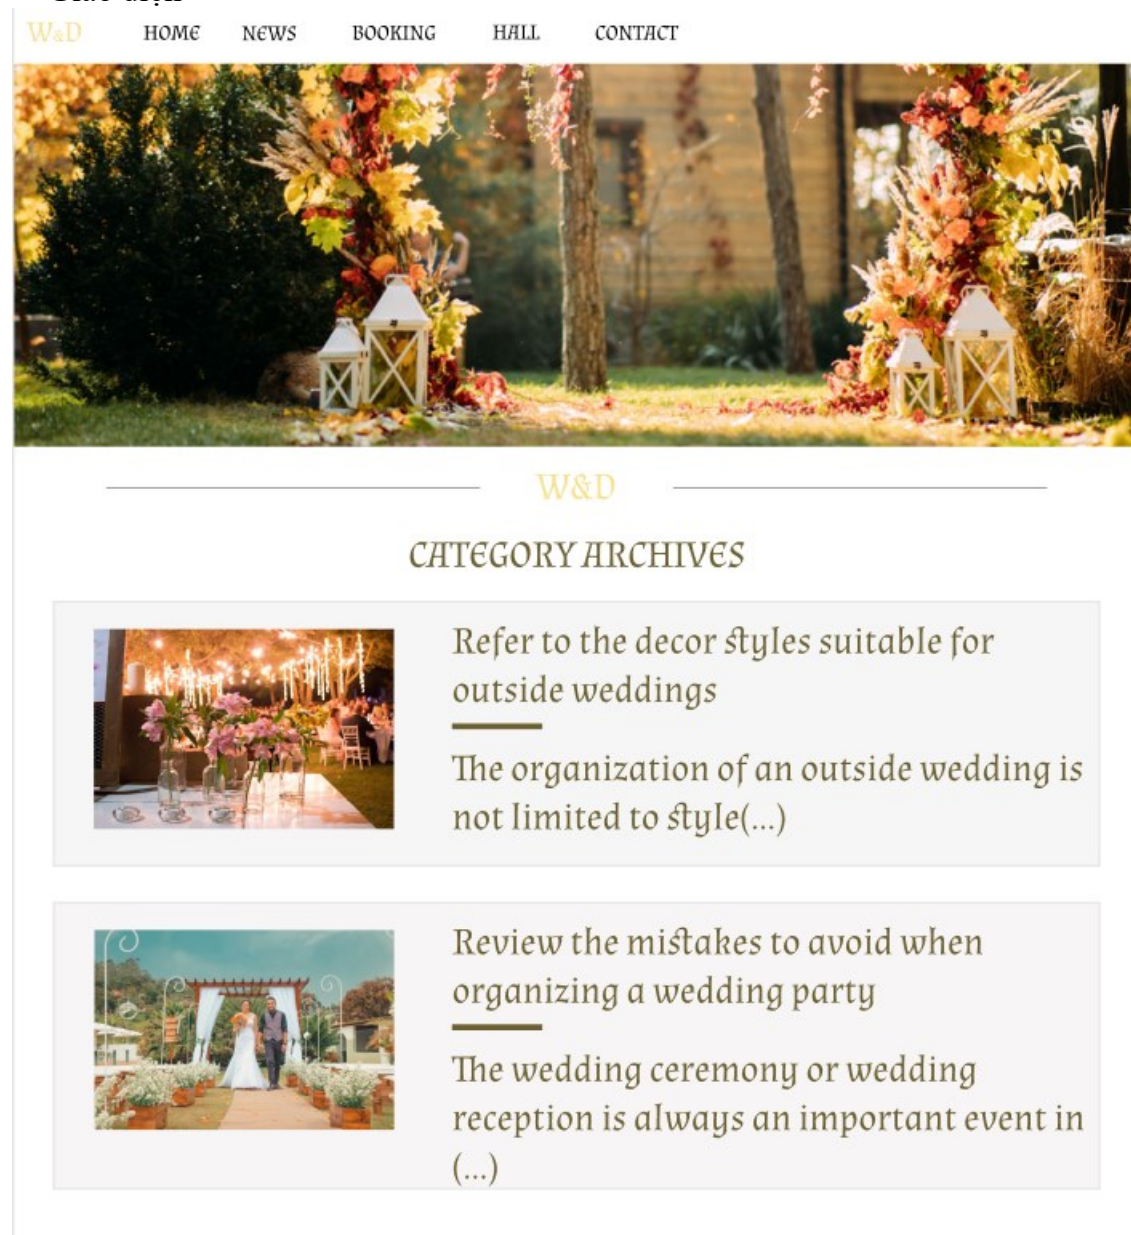 W&D HOME NEWS BOOKING HALL CONTACT
W&D
CATEGORY ARCHIVES
Refer to the decor styles suitable for
outside weddings
The organization of an outside wedding is
not limited to style(...)
Review the mistakes to avoid when
organizing a wedding party
The wedding ceremony or wedding
reception is always an important event in
(...)